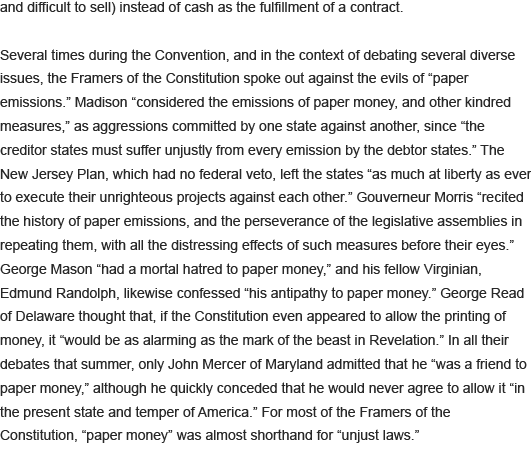 and difficult to sell) instead of cash as the fulfillment of a contract.
Several times during the Convention, and in the context of debating several diverse
issues, the Framers of the Constitution spoke out against the evils of “paper
emissions.” Madison “considered the emissions of paper money, and other kindred
measures,” as aggressions committed by one state against another, since “the
creditor states must suffer unjustly from every emission by the debtor states.” The
New Jersey Plan, which had no federal veto, left the states “as much at liberty as ever
to execute their unrighteous projects against each other.” Gouverneur Morris “recited
the history of paper emissions, and the perseverance of the legislative assemblies in
repeating them, with all the distressing effects of such measures before their eyes.”
George Mason “had a mortal hatred to paper money,” and his fellow Virginian,
Edmund Randolph, likewise confessed “his antipathy to paper money.” George Read
of Delaware thought that, if the Constitution even appeared to allow the printing of
money, it “would be as alarming as the mark of the beast in Revelation.” In all their
debates that summer, only John Mercer of Maryland admitted that he “was a friend to
paper money,” although he quickly conceded that he would never agree to allow it “in
the present state and temper of America.” For most of the Framers of the
Constitution, “paper money” was almost shorthand for “unjust laws.”